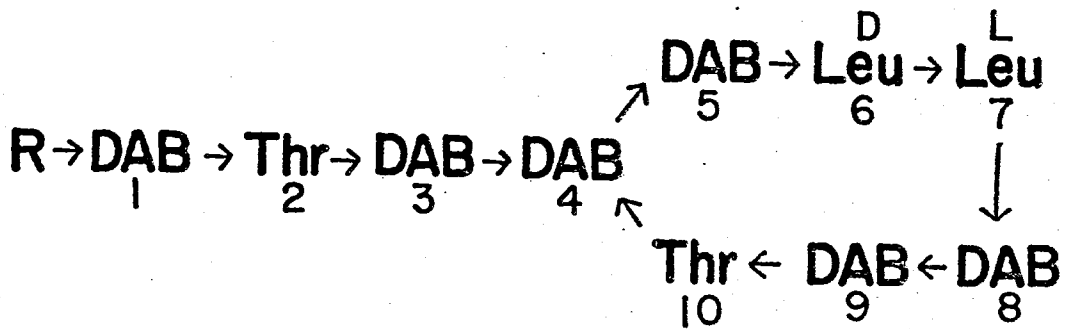 D L
DAB → Leu → Leu
5 6 7
R → DAB → Thr → DAB → DAB
1 2 3 4
Thr ← DAB ← DAB
10 9 8